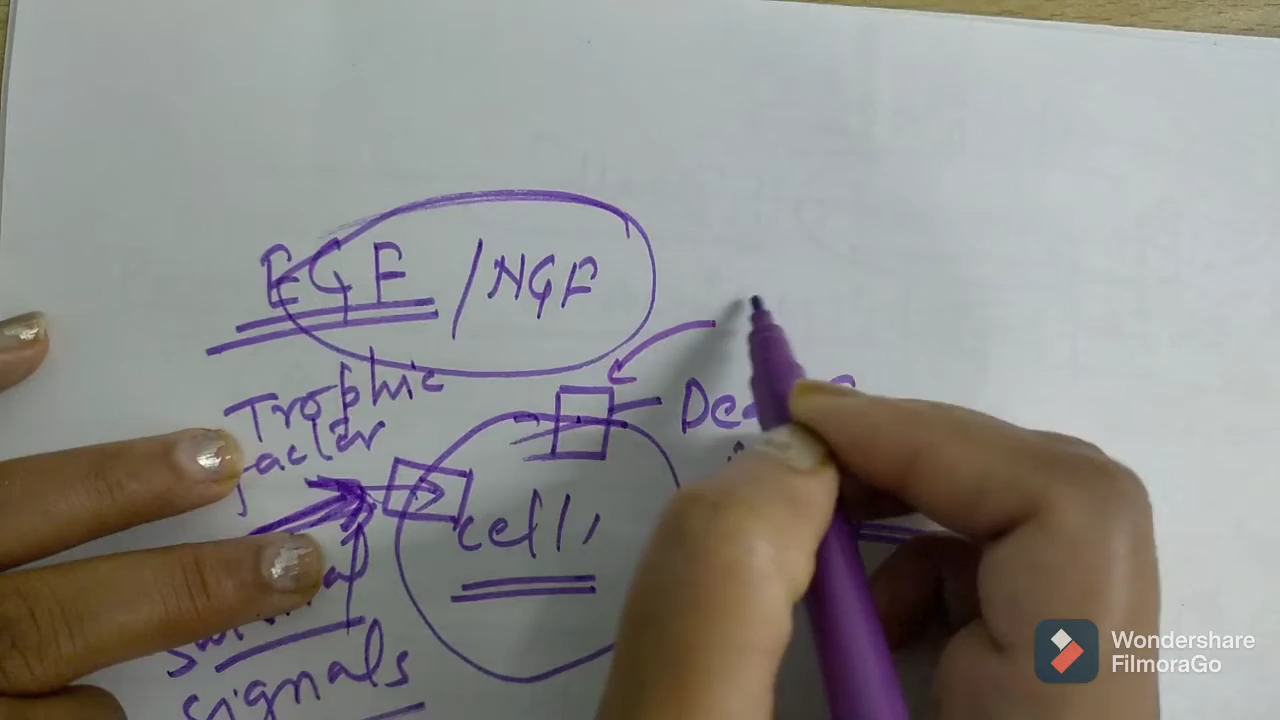 EGF / NGF
Trophic
factor
cell,
signals
Wondershare
FilmoraGo